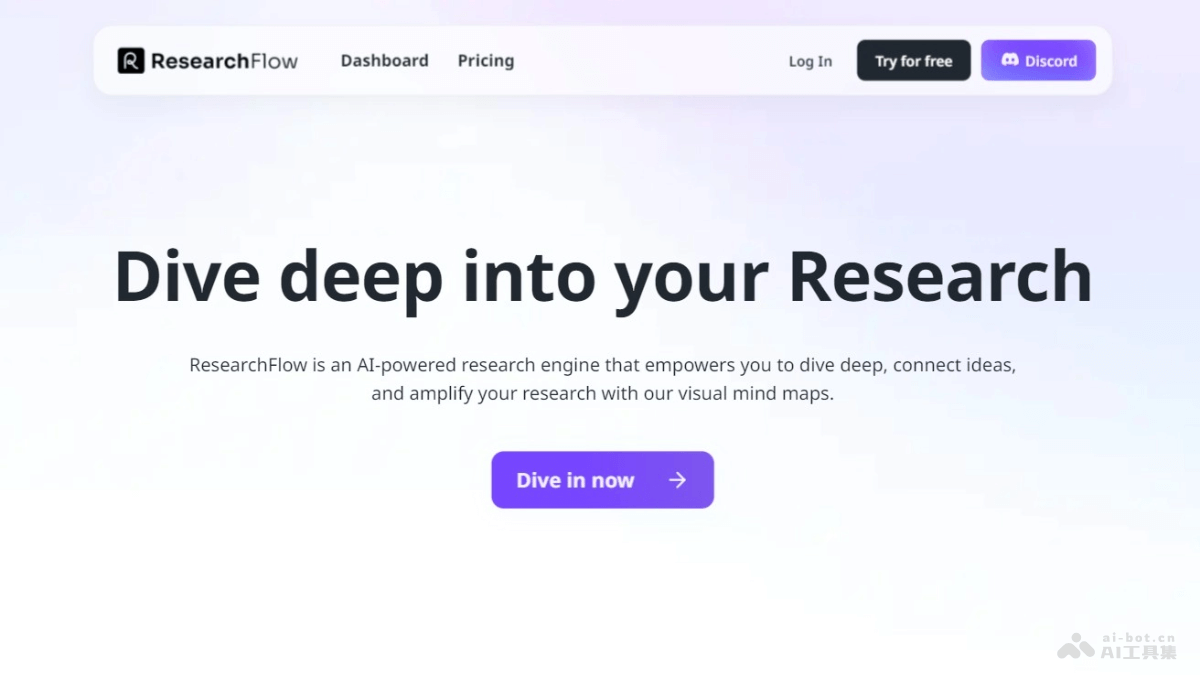 ResearchFlow Dashboard Pricing Log In Try for free Discord
Dive deep into your Research
ResearchFlow is an AI-powered research engine that empowers you to dive deep, connect ideas,
and amplify your research with our visual mind maps.
Dive in now
ai-bot.cn
AI工具集